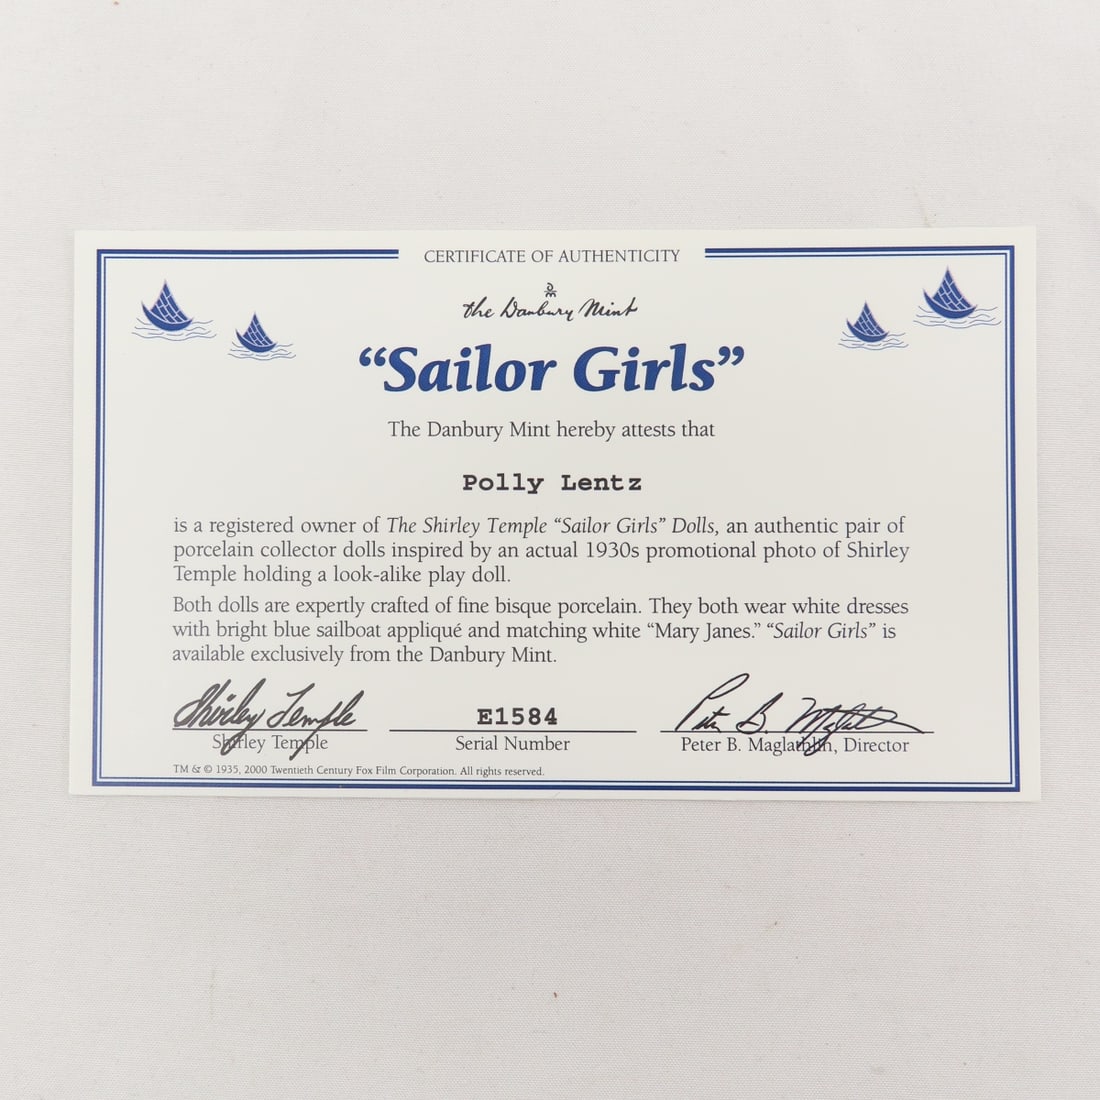 CERTIFICATE OF AUTHENTICITY
the Danbury Mint
“Sailor Girls”
The Danbury Mint hereby attests that
Polly Lentz
is a registered owner of The Shirley Temple “Sailor Girls” Dolls, an authentic pair of
porcelain collector dolls inspired by an actual 1930s promotional photo of Shirley
Temple holding a look-alike play doll.
Both dolls are expertly crafted of fine bisque porcelain. They both wear white dresses
with bright blue sailboat appliqué and matching white “Mary Janes.” “Sailor Girls” is
available exclusively from the Danbury Mint.
Shirley Temple E1584 Peter B. Maglathlin
Shirley Temple Serial Number Peter B. Maglathlin, Director
TM & © 1935, 2000 Twentieth Century Fox Film Corporation. All rights reserved.